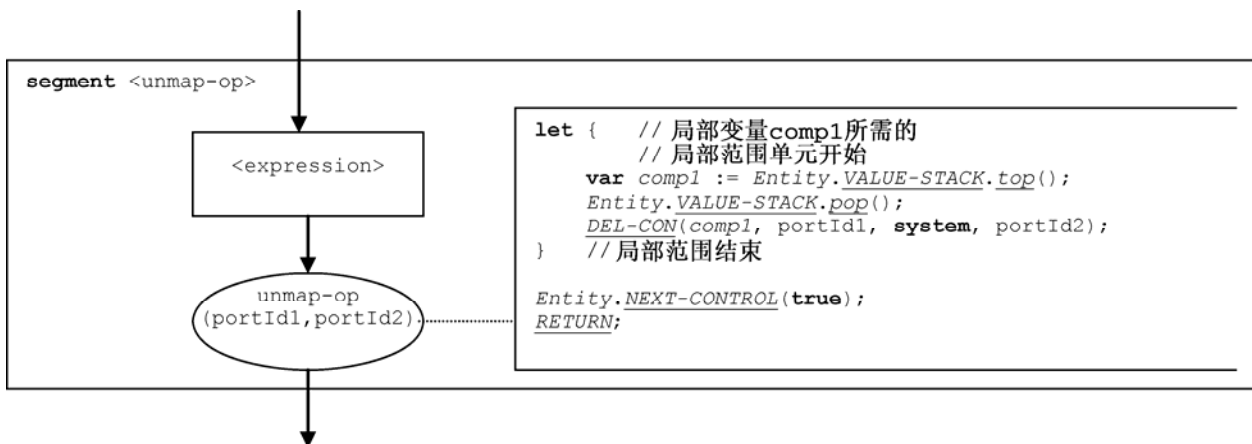 segment <unmap-op>
<expression>
unmap-op
(portId1,portId2)
let {   // 局部变量comp1所需的
// 局部范围单元开始
var comp1 := Entity.VALUE-STACK.top();
Entity.VALUE-STACK.pop();
DEL-CON(comp1, portId1, system, portId2);
}   // 局部范围结束
Entity.NEXT-CONTROL(true);
RETURN;